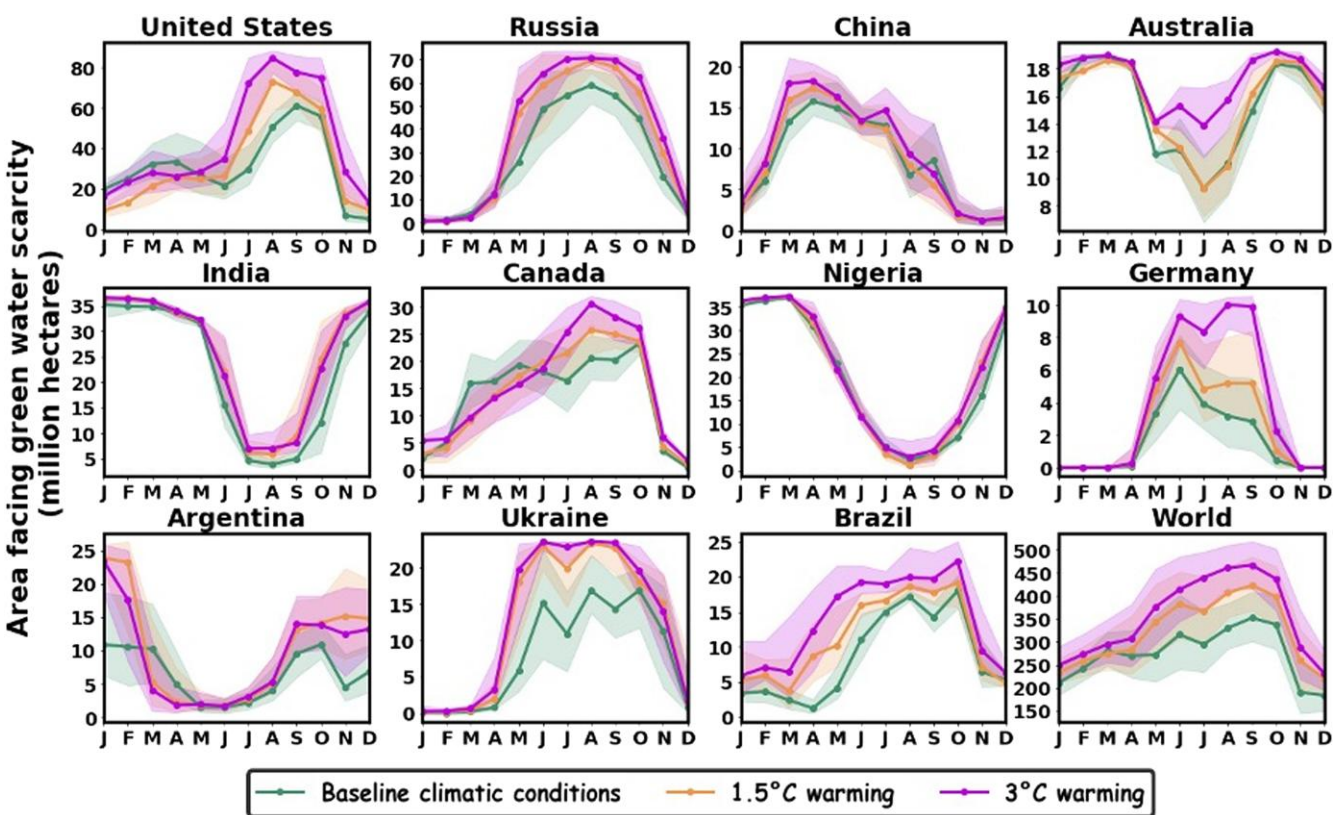 United States
Russia
China
Australia
80
60
40
20
0
J F M A M J J A S O N D
70
60
50
40
30
20
10
0
J F M A M J J A S O N D
20
15
10
5
0
J F M A M J J A S O N D
18
16
14
12
10
8
J F M A M J J A S O N D
Area facing green water scarcity
(million hectares)
India
Canada
Nigeria
Germany
35
30
25
20
15
10
5
J F M A M J J A S O N D
30
25
20
15
10
5
0
J F M A M J J A S O N D
35
30
25
20
15
10
5
0
J F M A M J J A S O N D
10
8
6
4
2
0
J F M A M J J A S O N D
Argentina
Ukraine
Brazil
World
25
20
15
10
5
0
J F M A M J J A S O N D
20
15
10
5
0
J F M A M J J A S O N D
25
20
15
10
5
0
J F M A M J J A S O N D
500
450
400
350
300
250
200
150
J F M A M J J A S O N D
Baseline climatic conditions
1.5°C warming
3°C warming